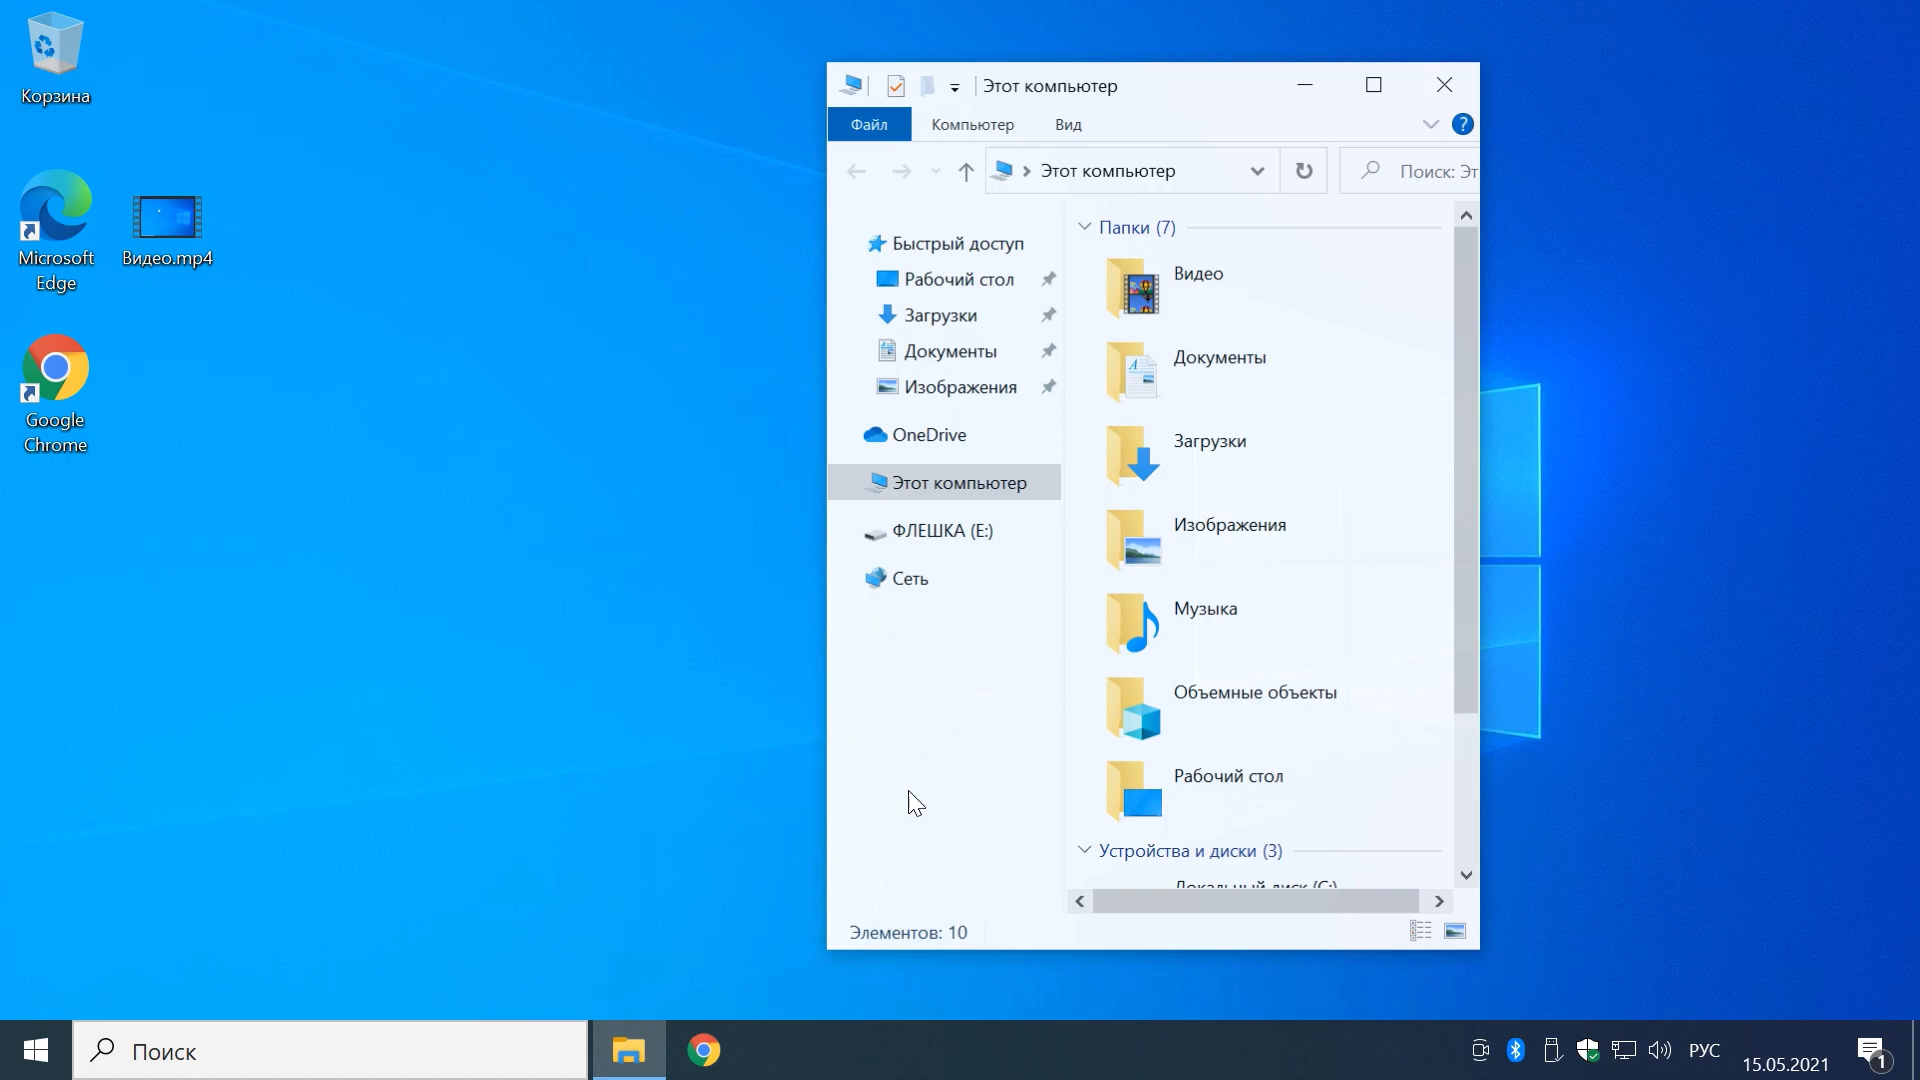 Корзина
Microsoft
Edge
Видео.mp4
Google
Chrome
Этот компьютер
Файл
Компьютер
Вид
?
Этот компьютер
Поиск: Эт
Быстрый доступ
Рабочий стол
Загрузки
Документы
Изображения
OneDrive
Этот компьютер
ФЛЕШКА (E:)
Сеть
Папки (7)
Видео
Документы
Загрузки
Изображения
Музыка
Объемные объекты
Рабочий стол
Устройства и диски (3)
Локальный диск (C:)
Элементов: 10
Поиск
РУС
15.05.2021
1